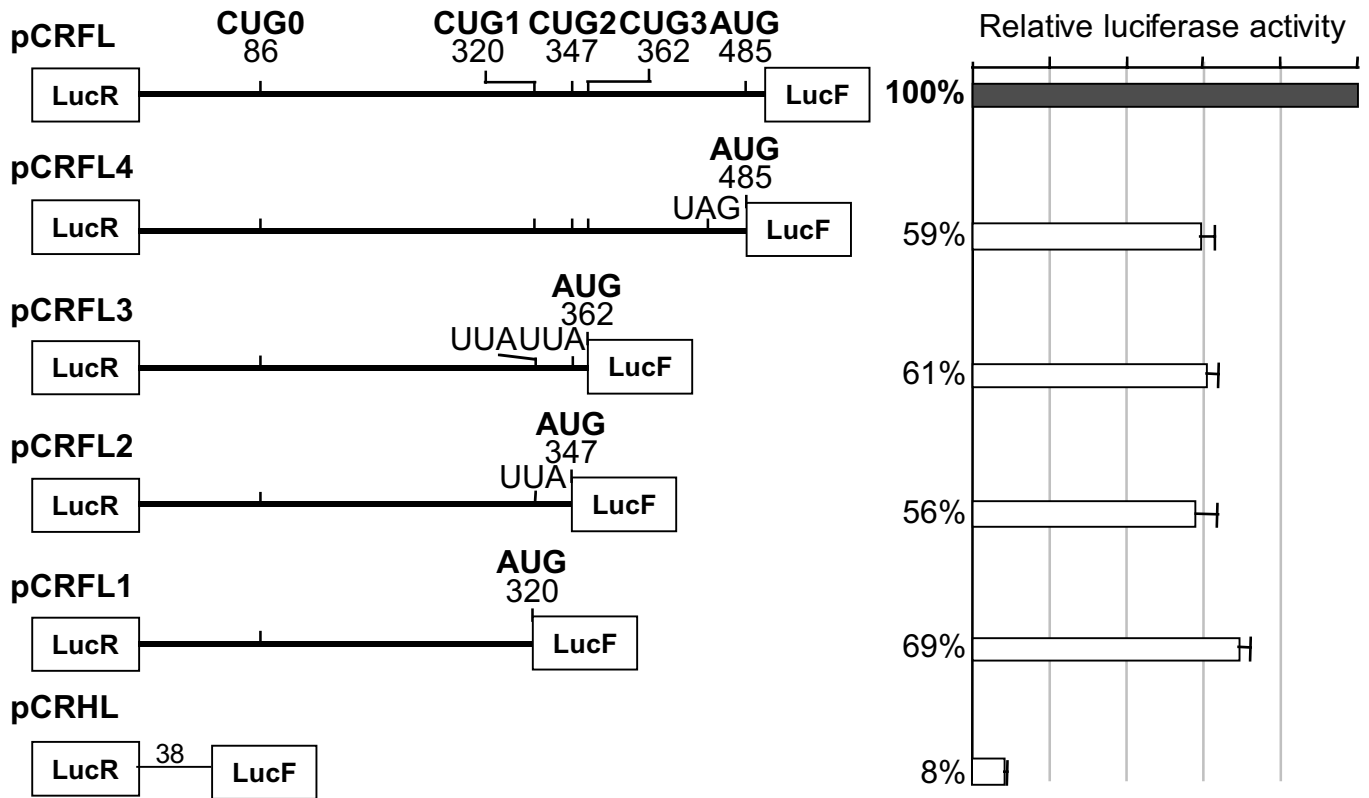 pCRFL CUG0 CUG1 CUG2 CUG3 AUG Relative luciferase activity
86 320 347 362 485
LucR LucF 100%
pCRFL4 AUG
485
UAG
LucR LucF 59%
pCRFL3 AUG
362
UUAUUA
LucR LucF 61%
pCRFL2 AUG
347
UUA
LucR LucF 56%
pCRFL1 AUG
320
LucR LucF 69%
pCRHL
38
LucR LucF 8%